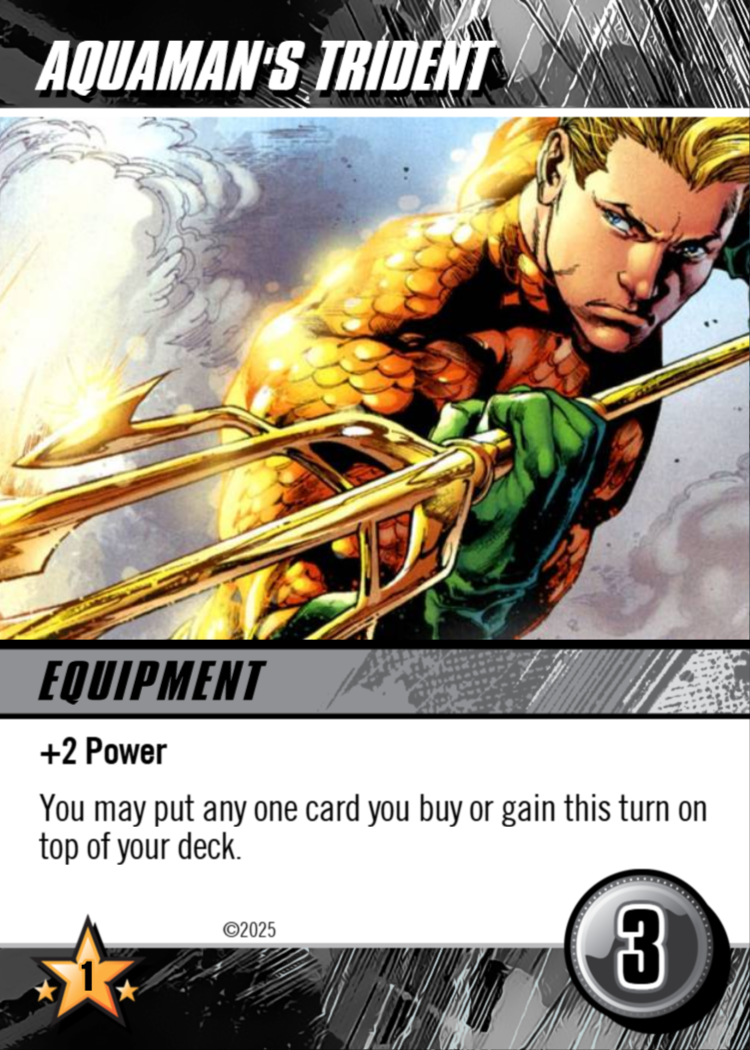 AQUAMAN'S TRIDENT
EQUIPMENT
+2 Power
You may put any one card you buy or gain this turn on
top of your deck.
©2025
1
3